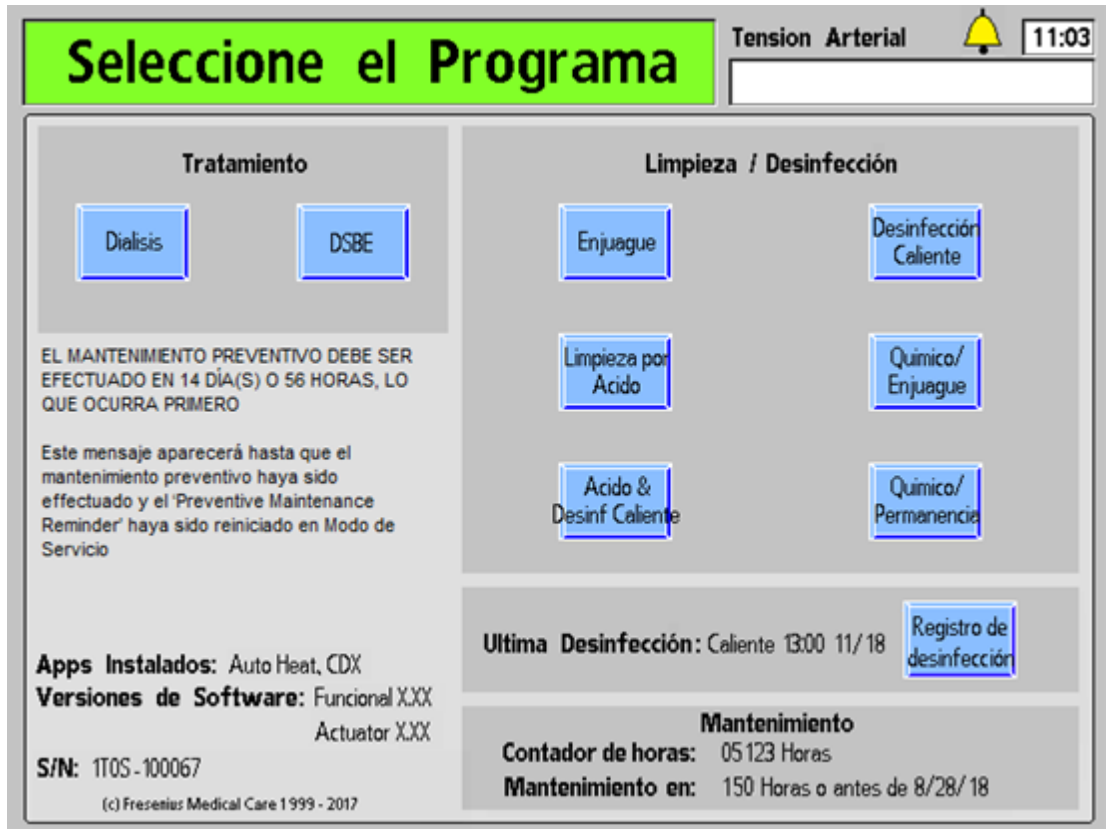 Seleccione el Programa
Tension Arterial
11:03
Tratamiento
Dialisis
DSBE
EL MANTENIMIENTO PREVENTIVO DEBE SER
EFECTUADO EN 14 DÍA(S) O 56 HORAS, LO
QUE OCURRA PRIMERO
Este mensaje aparecerá hasta que el
mantenimiento preventivo haya sido
effectuado y el 'Preventive Maintenance
Reminder' haya sido reiniciado en Modo de
Servicio
Apps Instalados: Auto Heat, CDX
Versiones de Software: Funcional X.XX
Actuator X.XX
S/N: 1T0S-100067
(c) Fresenius Medical Care 1999 - 2017
Limpieza / Desinfección
Enjuague
Desinfección
Caliente
Limpieza por
Acido
Quimico/
Enjuague
Acido &
Desinf Caliente
Quimico/
Permanencia
Ultima Desinfección: Caliente 13:00 11/18
Registro de
desinfección
Mantenimiento
Contador de horas: 05123 Horas
Mantenimiento en: 150 Horas o antes de 8/28/18